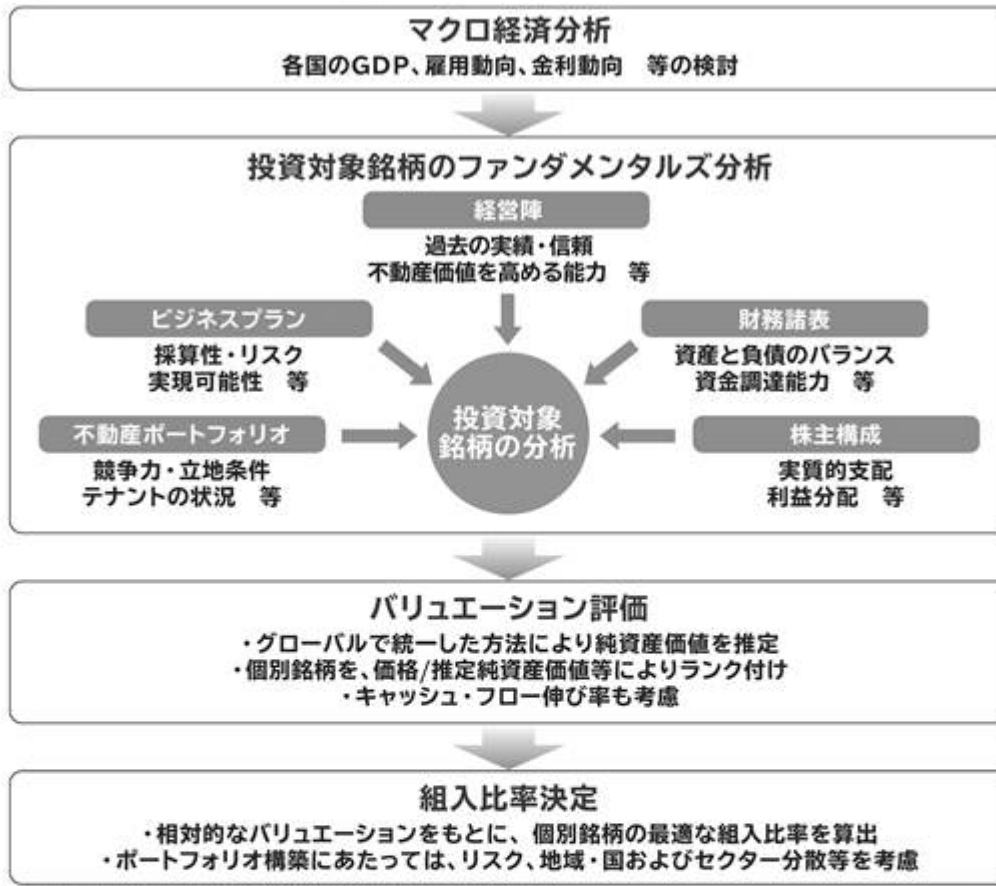 マクロ経済分析
各国のGDP、雇用動向、金利動向　等の検討
投資対象銘柄のファンダメンタルズ分析
経営陣
過去の実績・信頼
不動産価値を高める能力　等
ビジネスプラン
採算性・リスク
実現可能性　等
財務諸表
資産と負債のバランス
資金調達能力　等
不動産ポートフォリオ
競争力・立地条件
テナントの状況　等
投資対象
銘柄の分析
株主構成
実質的支配
利益分配　等
バリュエーション評価
・グローバルで統一した方法により純資産価値を推定
・個別銘柄を、価格/推定純資産価値等によりランク付け
・キャッシュ・フロー伸び率も考慮
組入比率決定
・相対的なバリュエーションをもとに、個別銘柄の最適な組入比率を算出
・ポートフォリオ構築にあたっては、リスク、地域・国およびセクター分散等を考慮